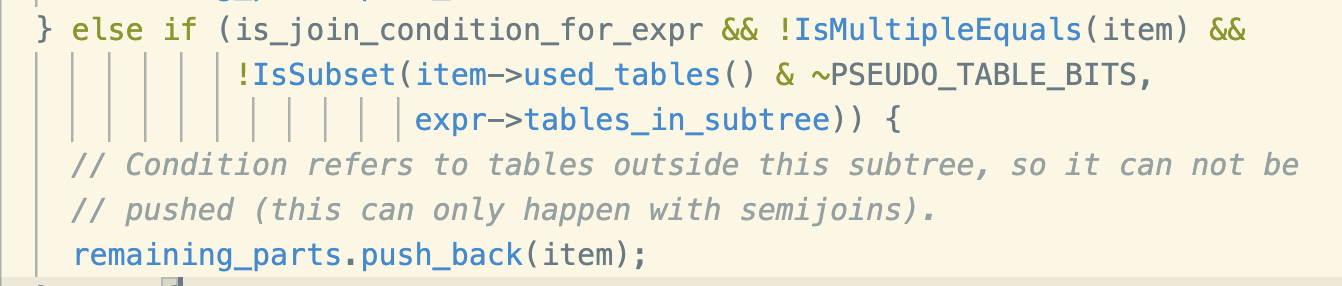 } else if (is_join_condition_for_expr && !IsMultipleEquals(item) &&
!IsSubset(item->used_tables() & ~PSEUDO_TABLE_BITS,
expr->tables_in_subtree)) {
// Condition refers to tables outside this subtree, so it can not be
// pushed (this can only happen with semijoins).
remaining_parts.push_back(item);